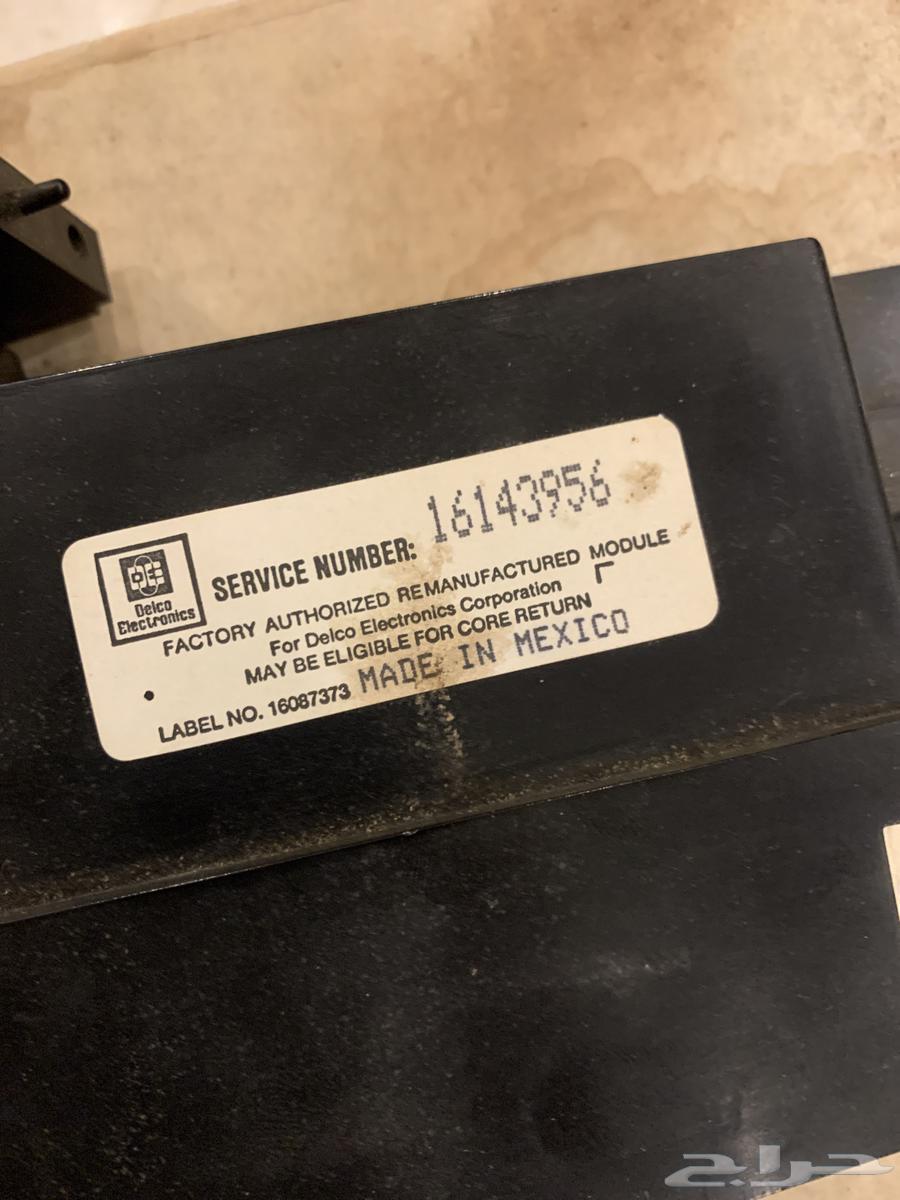 Delco
Electronics
SERVICE NUMBER: 16143956
FACTORY AUTHORIZED REMANUFACTURED MODULE
For Delco Electronics Corporation
MAY BE ELIGIBLE FOR CORE RETURN
LABEL NO. 16087373 MADE IN MEXICO
حراج